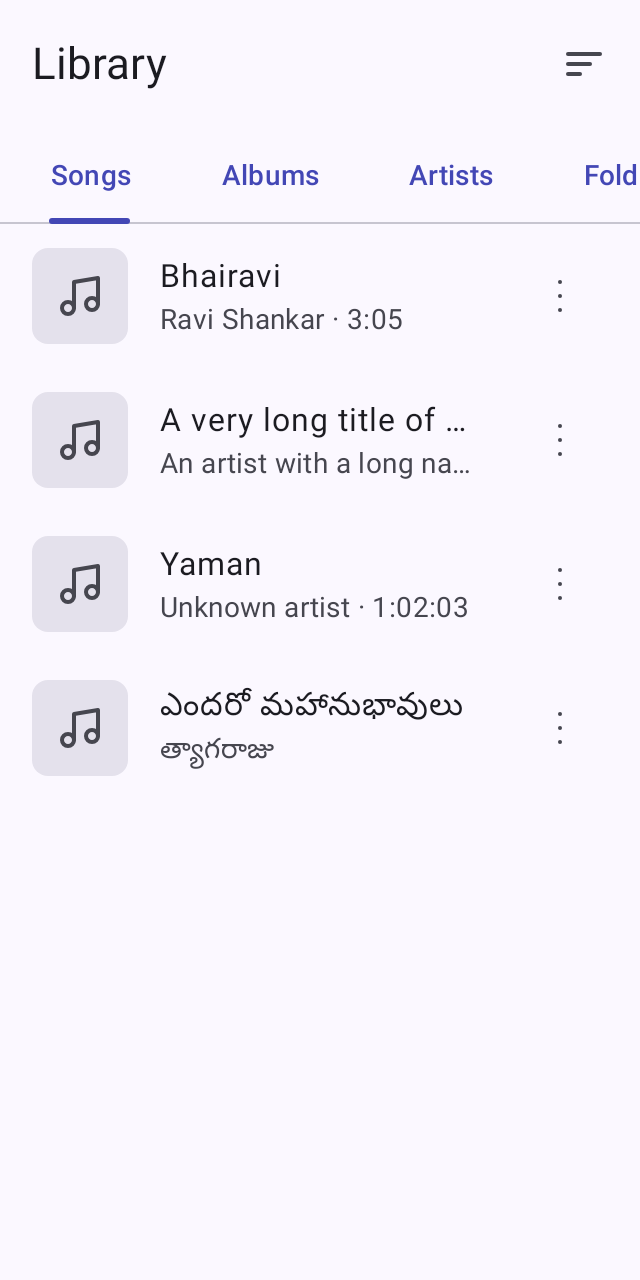 Library
Songs Albums Artists Fold
Bhairavi
Ravi Shankar · 3:05
A very long title of …
An artist with a long na…
Yaman
Unknown artist · 1:02:03
ఎందరో మహానుభావులు
త్యాగరాజు